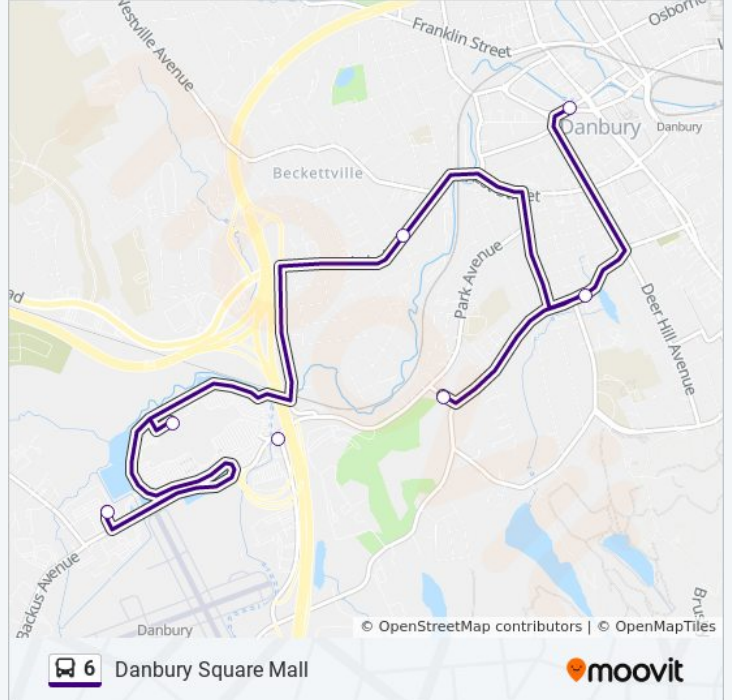 Westville Avenue
Franklin Street
Osborne
Danbury
Danbury
Beckettville
Park Avenue
Deer Hill Avenue
Backus Avenue
Danbury
© OpenStreetMap contributors | © OpenMapTiles
6 Danbury Square Mall
moovit